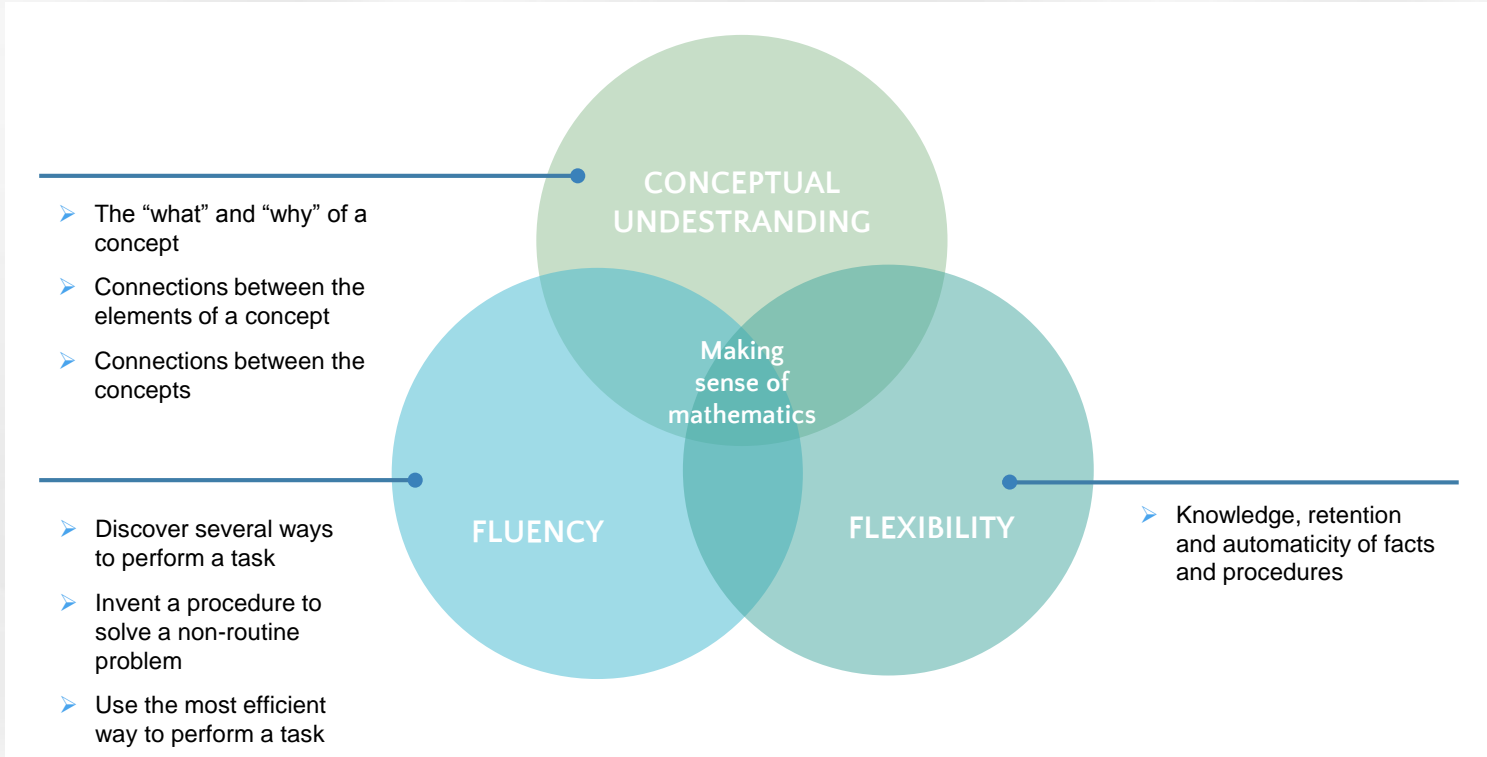 CONCEPTUAL
UNDESTRANDING
➢ The “what” and “why” of a
concept
➢ Connections between the
elements of a concept
➢ Connections between the
concepts
Making
sense of
mathematics
FLUENCY
➢ Discover several ways
to perform a task
➢ Invent a procedure to
solve a non-routine
problem
➢ Use the most efficient
way to perform a task
FLEXIBILITY
➢ Knowledge, retention
and automaticity of facts
and procedures